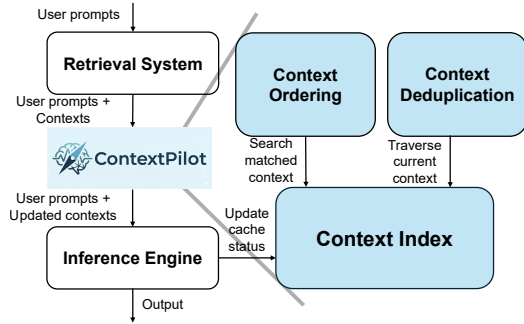 User prompts
Retrieval System
User prompts +
Contexts
ContextPilot
User prompts +
Updated contexts
Inference Engine
Output
Context
Ordering
Context
Deduplication
Search
matched
context
Traverse
current
context
Update
cache
status
Context Index